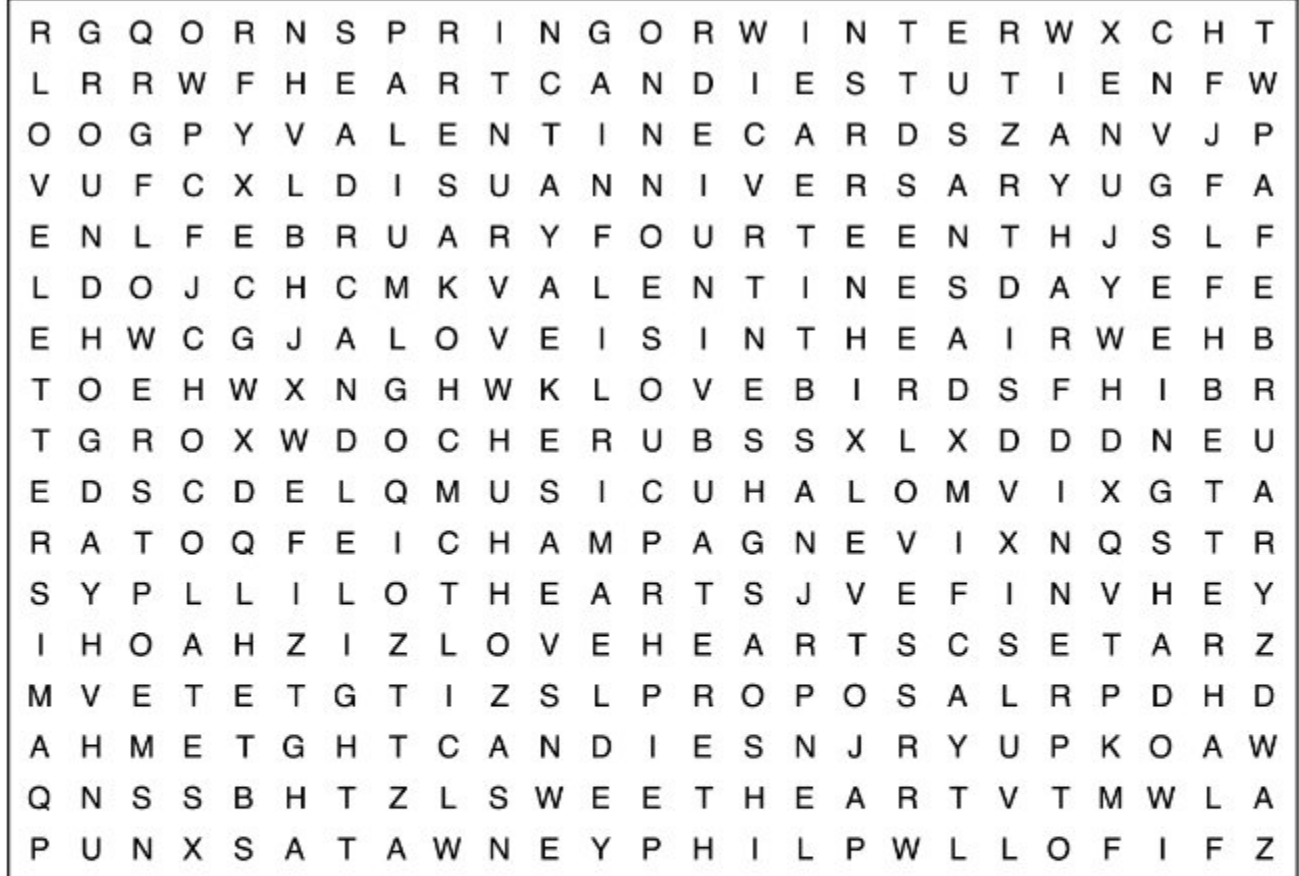 R G Q O R N S P R I N G O R W I N T E R W X C H T
L R R W F H E A R T C A N D I E S T U T I E N F W
O O G P Y V A L E N T I N E C A R D S Z A N V J P
V U F C X L D I S U A N N I V E R S A R Y U G F A
E N L F E B R U A R Y F O U R T E E N T H J S L F
L D O J C H C M K V A L E N T I N E S D A Y E F E
E H W C G J A L O V E I S I N T H E A I R W E H B
T O E H W X N G H W K L O V E B I R D S F H I B R
T G R O X W D O C H E R U B S S X L X D D D N E U
E D S C D E L Q M U S I C U H A L O M V I X G T A
R A T O Q F E I C H A M P A G N E V I X N Q S T R
S Y P L L I L O T H E A R T S J V E F I N V H E Y
I H O A H Z I Z L O V E H E A R T S C S E T A R Z
M V E T E T G T I Z S L P R O P O S A L R P D H D
A H M E T G H T C A N D I E S N J R Y U P K O A W
Q N S S B H T Z L S W E E T H E A R T V T M W L A
P U N X S A T A W N E Y P H I L P W L L O F I F Z